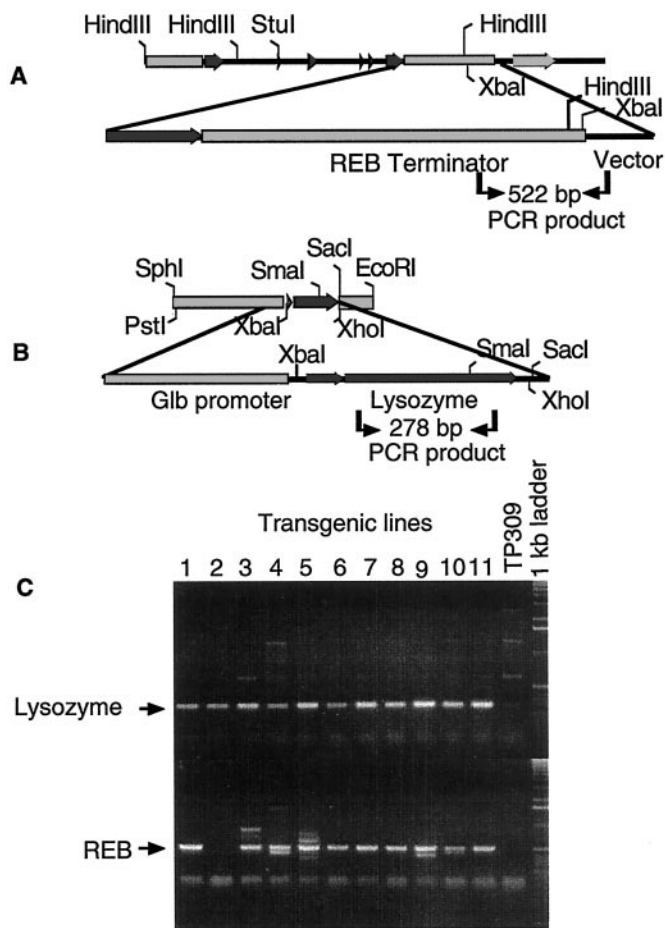 HindIII HindIII StuI HindIII
A
XbaI HindIII
XbaI
REB Terminator Vector
522 bp
PCR product
SacI
SphI SmaI EcoRI
PstI XbaI XhoI
B
XbaI SmaI SacI
Glb promoter Lysozyme XhoI
278 bp
PCR product
Transgenic lines
1 2 3 4 5 6 7 8 9 10 11 TP309 1 kb ladder
C
Lysozyme
REB